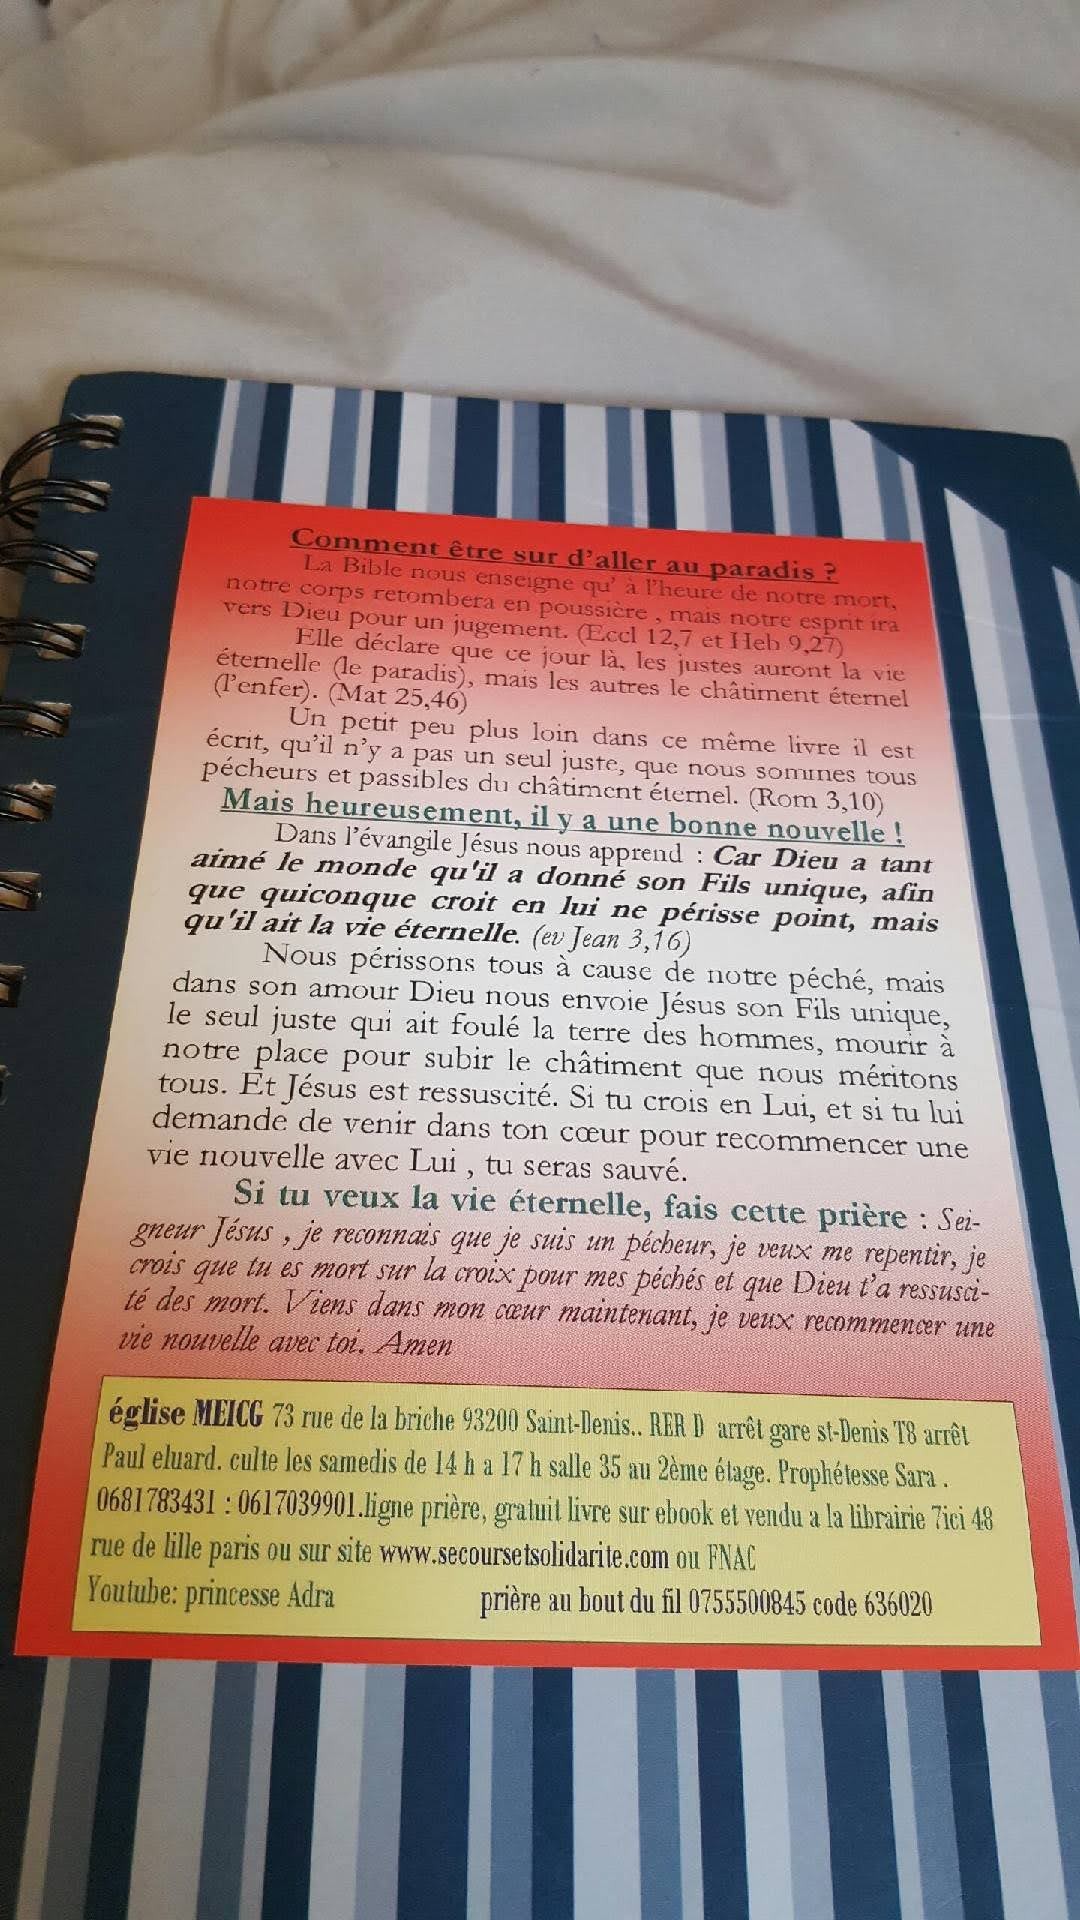 Comment être sur d'aller au paradis ?
La Bible nous enseigne qu' à l'heure de notre mort,
notre corps retombera en poussière , mais notre esprit ira
vers Dieu pour un jugement. (Eccl 12,7 et Heb 9,27)
Elle déclare que ce jour là, les justes auront la vie
éternelle (le paradis), mais les autres le châtiment éternel
(l'enfer). (Mat 25,46)
Un petit peu plus loin dans ce même livre il est
écrit, qu'il n'y a pas un seul juste, que nous sommes tous
pécheurs et passibles du châtiment éternel. (Rom 3,10)
Mais heureusement, il y a une bonne nouvelle !
Dans l'évangile Jésus nous apprend : Car Dieu a tant
aimé le monde qu'il a donné son Fils unique, afin
que quiconque croit en lui ne périsse point, mais
qu'il ait la vie éternelle. (ev Jean 3,16)
Nous périssons tous à cause de notre péché, mais
dans son amour Dieu nous envoie Jésus son Fils unique,
le seul juste qui ait foulé la terre des hommes, mourir à
notre place pour subir le châtiment que nous méritons
tous. Et Jésus est ressuscité. Si tu crois en Lui, et si tu lui
demande de venir dans ton cœur pour recommencer une
vie nouvelle avec Lui , tu seras sauvé.
Si tu veux la vie éternelle, fais cette prière : Sei-
gneur Jésus , je reconnais que je suis un pécheur, je veux me repentir, je
crois que tu es mort sur la croix pour mes péchés et que Dieu t'a ressusci-
té des mort. Viens dans mon cœur maintenant, je veux recommencer une
vie nouvelle avec toi. Amen
église MEICG 73 rue de la briche 93200 Saint-Denis.. RER D arrêt gare st-Denis T8 arrêt
Paul eluard. culte les samedis de 14 h a 17 h salle 35 au 2ème étage. Prophétesse Sara .
0681783431 : 0617039901.ligne prière, gratuit livre sur ebook et vendu a la librairie 7ici 48
rue de lille paris ou sur site www.secoursetsolidarite.com ou FNAC
Youtube: princesse Adra prière au bout du fil 0755500845 code 636020